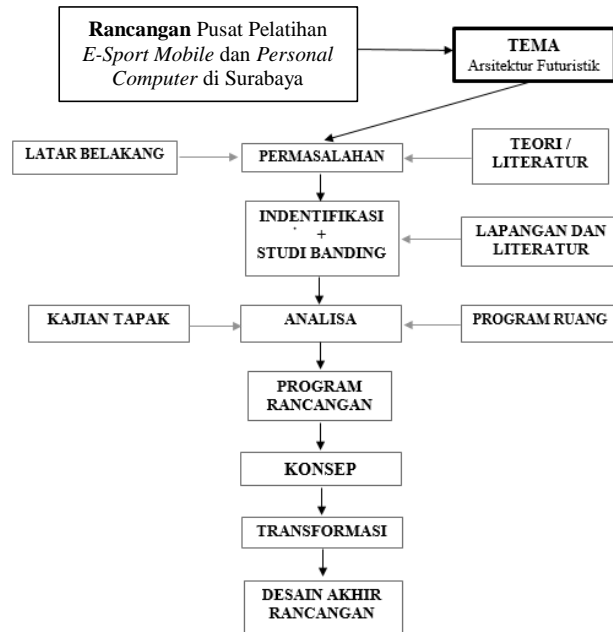 Rancangan Pusat Pelatihan
E-Sport Mobile dan Personal
Computer di Surabaya
TEMA
Arsitektur Futuristik
LATAR BELAKANG
PERMASALAHAN
TEORI /
LITERATUR
INDENTIFIKASI
+
STUDI BANDING
LAPANGAN DAN
LITERATUR
KAJIAN TAPAK
ANALISA
PROGRAM RUANG
PROGRAM
RANCANGAN
KONSEP
TRANSFORMASI
DESAIN AKHIR
RANCANGAN